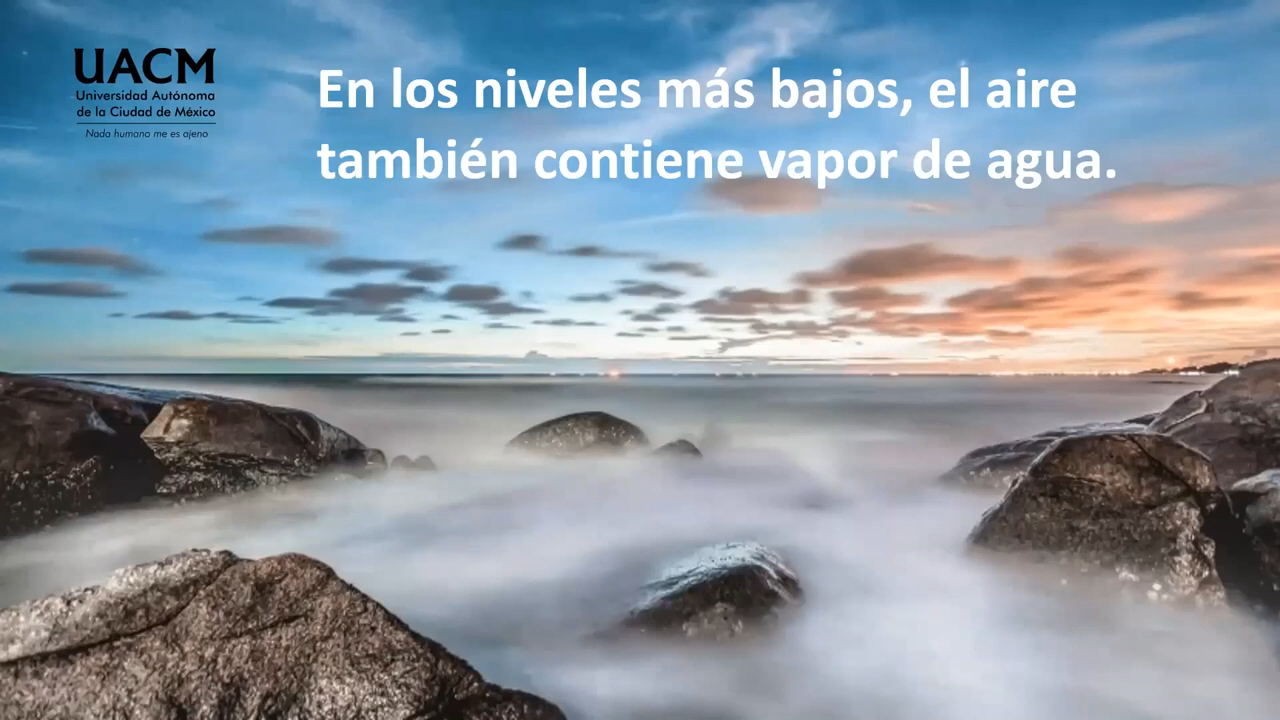 UACM
Universidad Autónoma
de la Ciudad de México
Nada humano me es ajeno
En los niveles más bajos, el aire
también contiene vapor de agua.